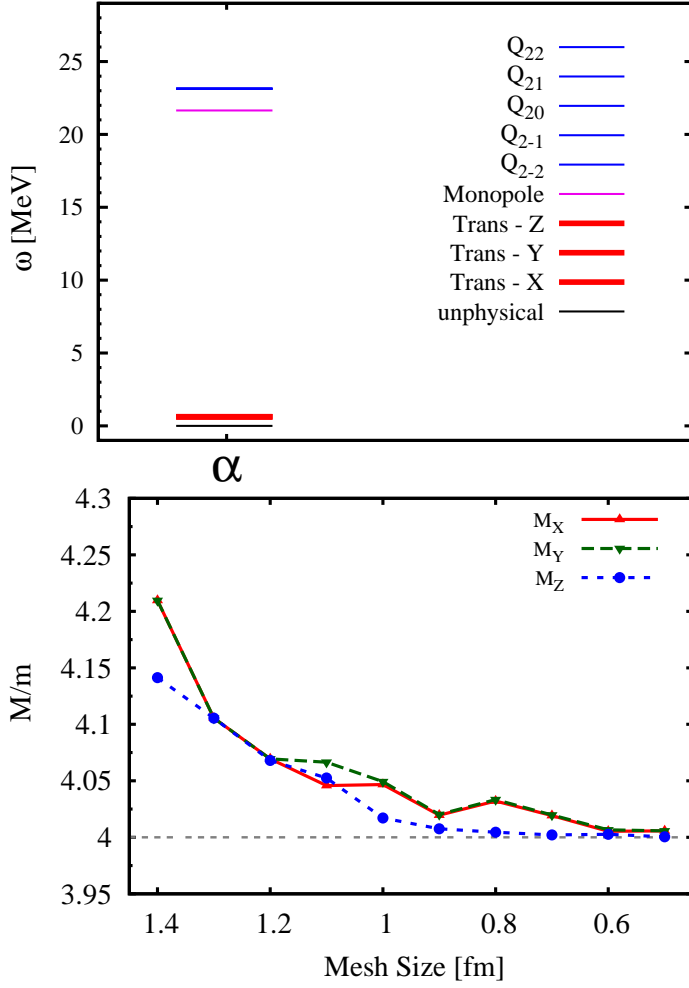 25
20
15
10
5
0
ω [MeV]
Q22
Q21
Q20
Q2-1
Q2-2
Monopole
Trans - Z
Trans - Y
Trans - X
unphysical
α
4.3
4.25
4.2
4.15
4.1
4.05
4
3.95
M/m
MX
MY
MZ
1.4 1.2 1 0.8 0.6
Mesh Size [fm]